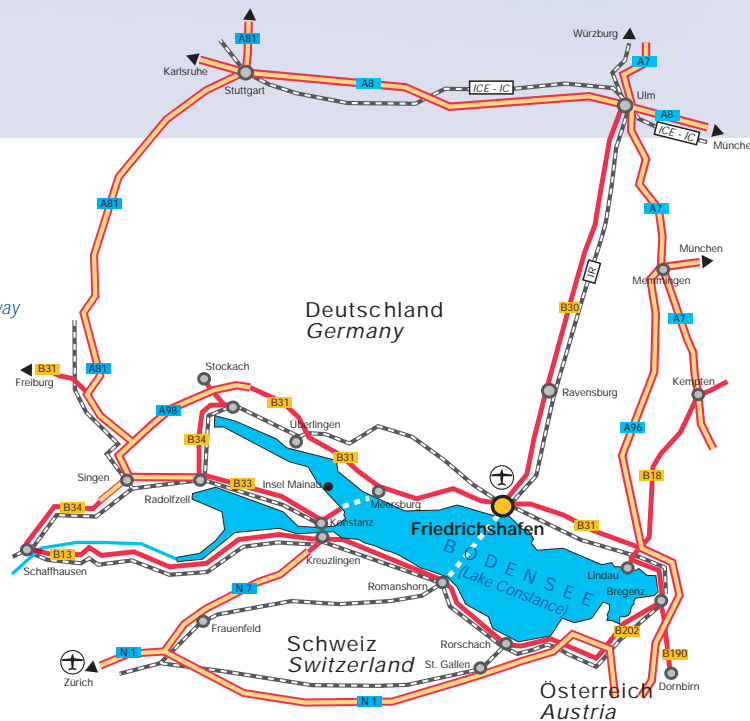 A81
Würzburg
Karlsruhe
A7
Stuttgart
A8
ICE - IC
Ulm
A8
ICE - IC
Münche
A81
A7
München
Memmingen
IR
way
Deutschland
Germany
B30
A7
B31
A81
Freiburg
Stockach
Kempten
Ravensburg
A98
B31
A96
Überlingen
B34
B31
B18
Singen
Insel Mainau
B33
Radolfzell
Meersburg
B34
Konstanz
Friedrichshafen
B31
B13
Schaffhausen
Kreuzlingen
BODENSEE
(Lake Constance)
Lindau
Romanshorn
Bregenz
N 7
Frauenfeld
B202
Schweiz
Switzerland
Rorschach
N 1
B190
St. Gallen
Zürich
Dornbirn
N 1
Österreich
Austria